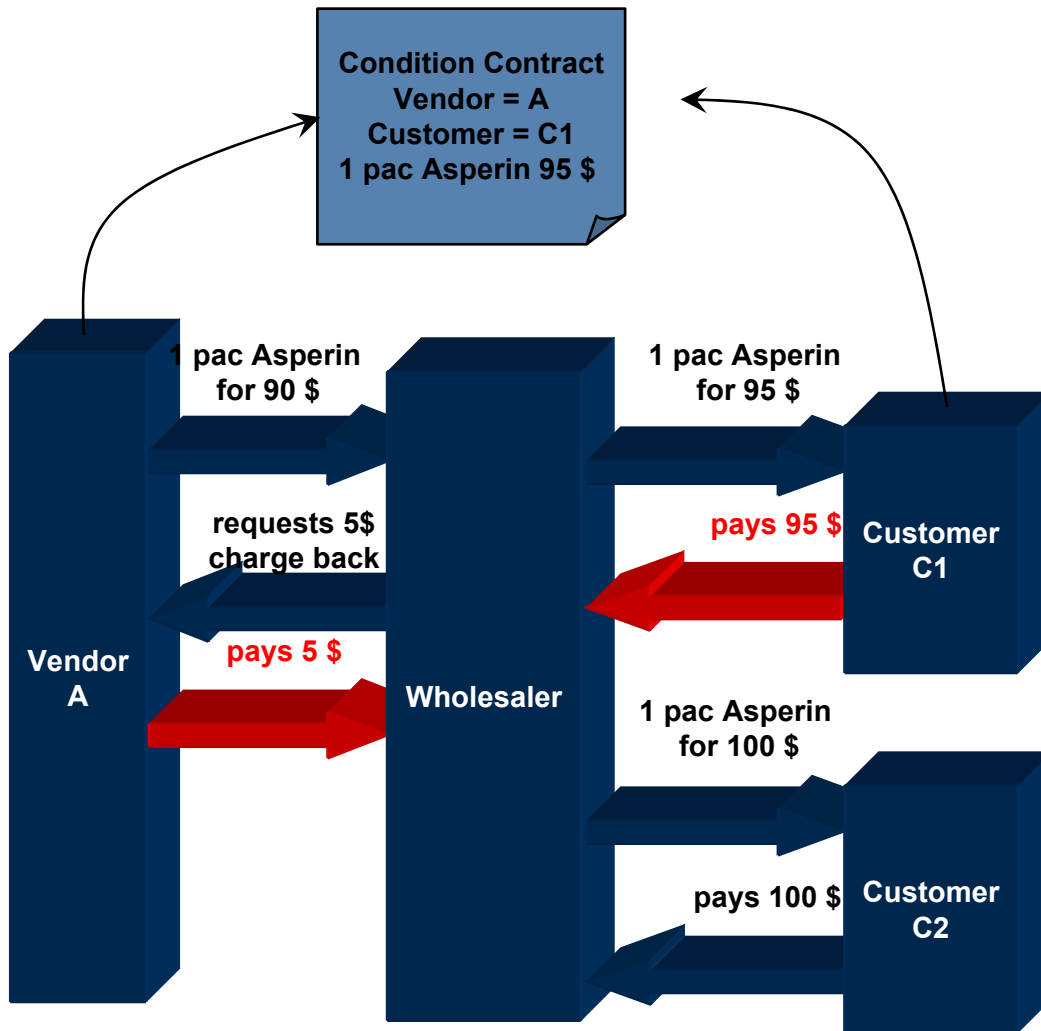 Condition Contract
Vendor = A
Customer = C1
1 pac Asperin 95 $
1 pac Asperin
for 90 $
1 pac Asperin
for 95 $
requests 5$
charge back
pays 95 $
Customer
C1
Vendor
A
pays 5 $
Wholesaler
1 pac Asperin
for 100 $
pays 100 $
Customer
C2